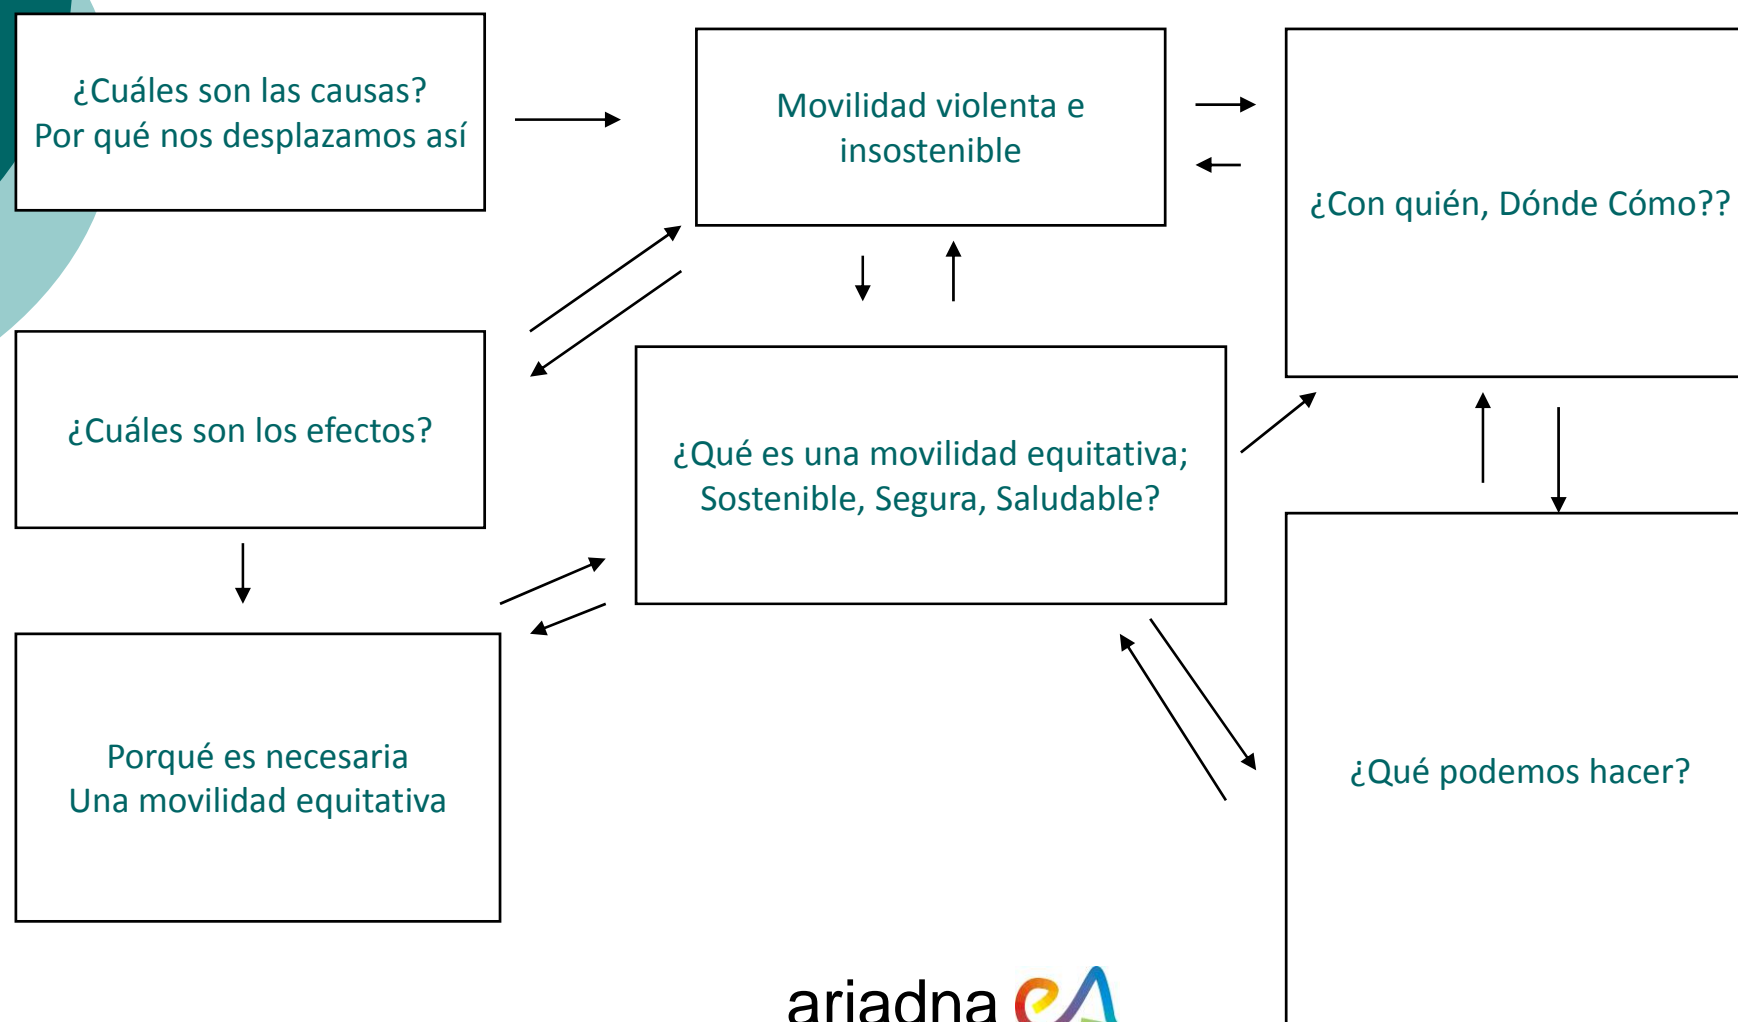 ¿Cuáles son las causas?
Por qué nos desplazamos así
Movilidad violenta e
insostenible
¿Con quién, Dónde Cómo??
¿Cuáles son los efectos?
¿Qué es una movilidad equitativa;
Sostenible, Segura, Saludable?
Porqué es necesaria
Una movilidad equitativa
¿Qué podemos hacer?
ariadna eA